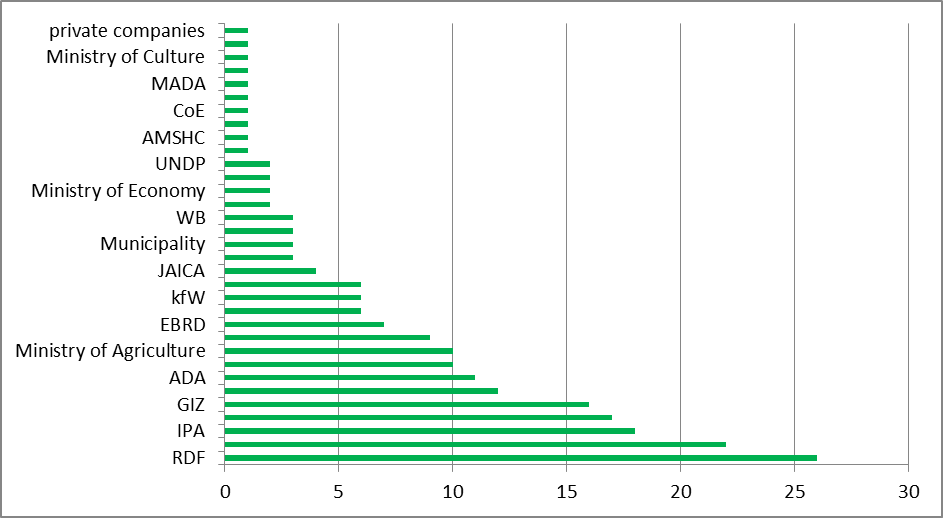 private companies
Ministry of Culture
MADA
CoE
AMSHC
UNDP
Ministry of Economy
WB
Municipality
JAICA
kfW
EBRD
Ministry of Agriculture
ADA
GIZ
IPA
RDF
0 5 10 15 20 25 30